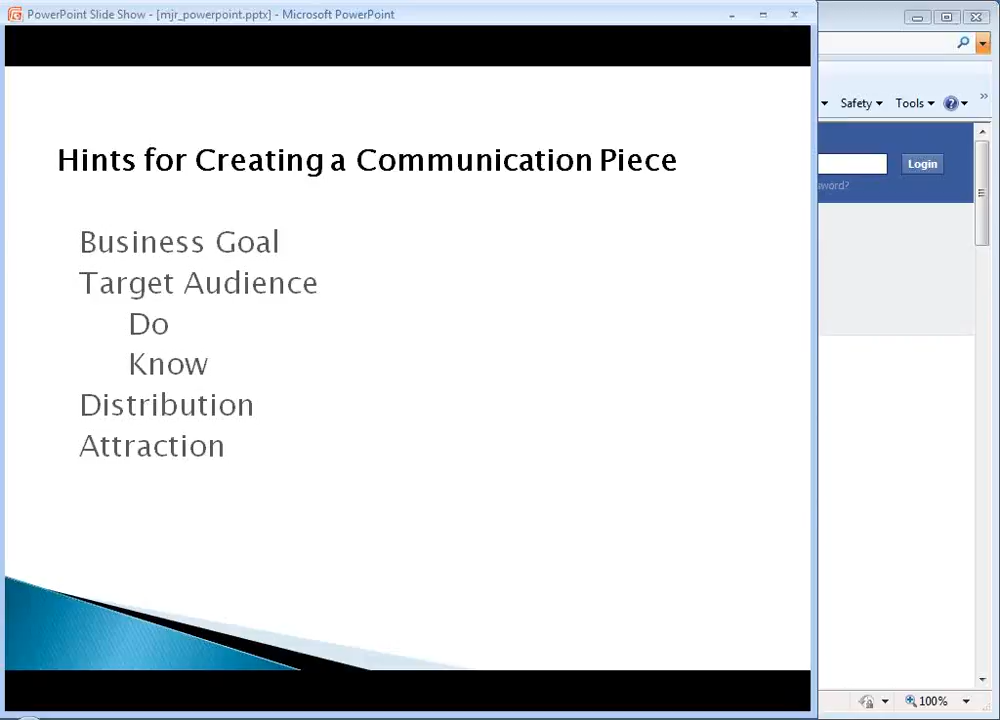 PowerPoint Slide Show - [mjr_powerpoint.pptx] - Microsoft PowerPoint
Safety Tools
Hints for Creating a Communication Piece
Login
Business Goal
Target Audience
Do
Know
Distribution
Attraction
100%